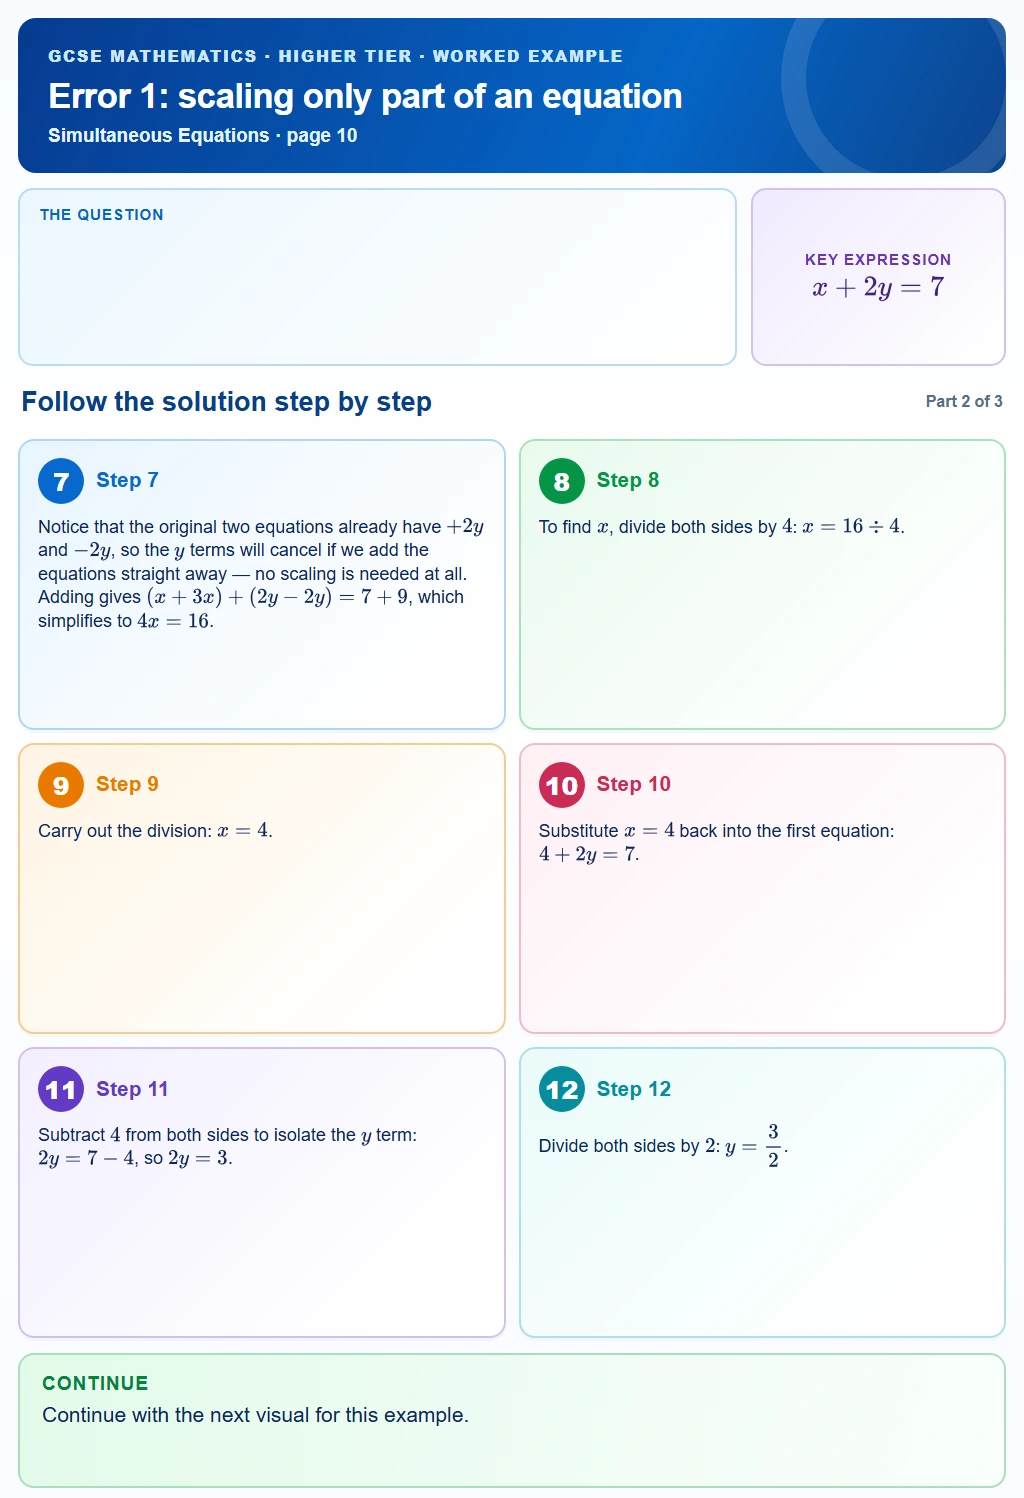 GCSE MATHEMATICS · HIGHER TIER · WORKED EXAMPLE
Error 1: scaling only part of an equation
Simultaneous Equations · page 10
THE QUESTION
KEY EXPRESSION
x + 2y = 7
Follow the solution step by step
Part 2 of 3
7 Step 7
Notice that the original two equations already have +2y
and −2y, so the y terms will cancel if we add the
equations straight away — no scaling is needed at all.
Adding gives (x + 3x) + (2y − 2y) = 7 + 9, which
simplifies to 4x = 16.
8 Step 8
To find x, divide both sides by 4: x = 16 ÷ 4.
9 Step 9
Carry out the division: x = 4.
10 Step 10
Substitute x = 4 back into the first equation:
4 + 2y = 7.
11 Step 11
Subtract 4 from both sides to isolate the y term:
2y = 7 − 4, so 2y = 3.
12 Step 12
Divide both sides by 2: y = 3/2.
CONTINUE
Continue with the next visual for this example.